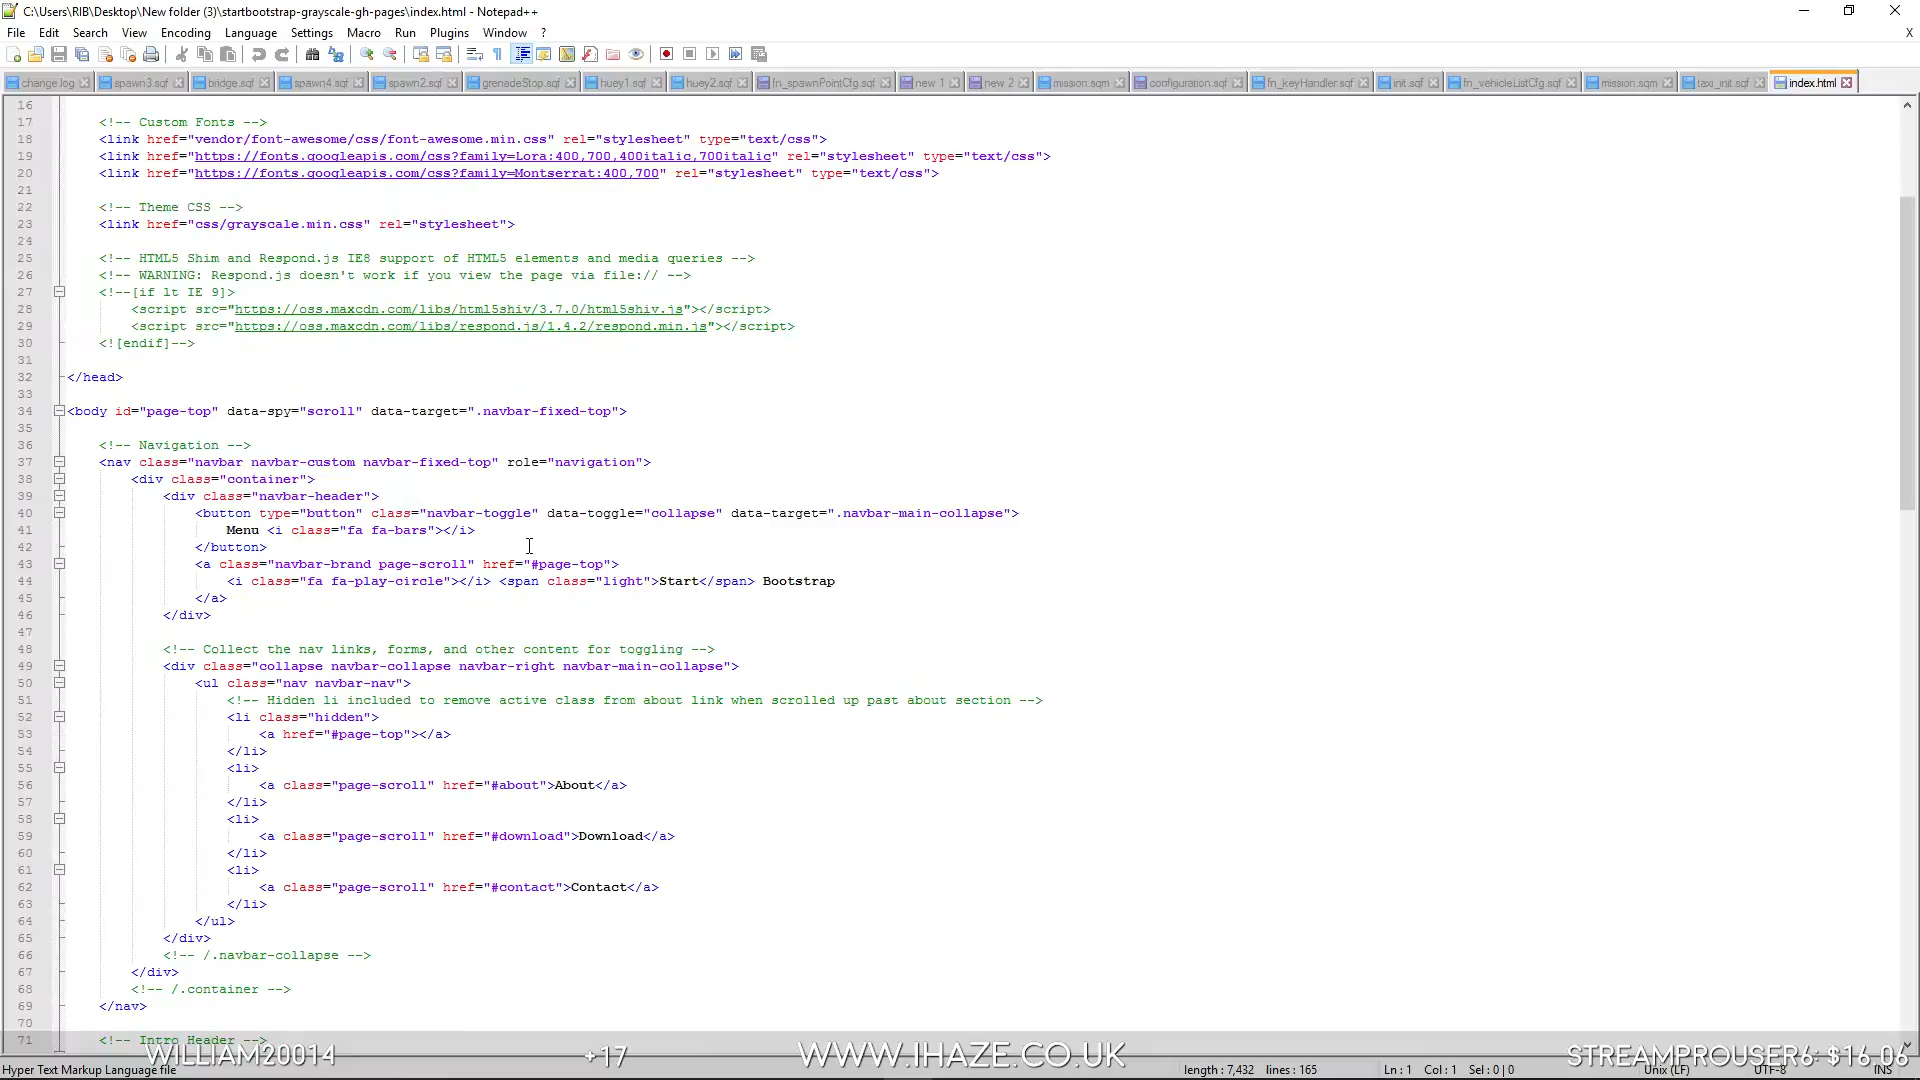 C:\Users\RIB\Desktop\New folder (3)\startbootstrap-grayscale-gh-pages\index.html - Notepad++
File Edit Search View Encoding Language Settings Macro Run Plugins Window ? X
change.log spawn3.sqf bridge.sqf spawn4.sqf spawn2.sqf grenadeStop.sqf huey1.sqf huey2.sqf fn_spawnPointCfg.sqf new 1 new 2 mission.sqm configuration.sqf fn_keyHandler.sqf init.sqf fn_vehicleListCfg.sqf mission.sqm taxi_init.sqf index.html
16
17 <!-- Custom Fonts -->
18 <link href="vendor/font-awesome/css/font-awesome.min.css" rel="stylesheet" type="text/css">
19 <link href="https://fonts.googleapis.com/css?family=Lora:400,700,400italic,700italic" rel="stylesheet" type="text/css">
20 <link href="https://fonts.googleapis.com/css?family=Montserrat:400,700" rel="stylesheet" type="text/css">
21
22 <!-- Theme CSS -->
23 <link href="css/grayscale.min.css" rel="stylesheet">
24
25 <!-- HTML5 Shim and Respond.js IE8 support of HTML5 elements and media queries -->
26 <!-- WARNING: Respond.js doesn't work if you view the page via file:// -->
27 <!--[if lt IE 9]>
28 <script src="https://oss.maxcdn.com/libs/html5shiv/3.7.0/html5shiv.js"></script>
29 <script src="https://oss.maxcdn.com/libs/respond.js/1.4.2/respond.min.js"></script>
30 <![endif]-->
31
32 </head>
33
34 <body id="page-top" data-spy="scroll" data-target=".navbar-fixed-top">
35
36 <!-- Navigation -->
37 <nav class="navbar navbar-custom navbar-fixed-top" role="navigation">
38 <div class="container">
39 <div class="navbar-header">
40 <button type="button" class="navbar-toggle" data-toggle="collapse" data-target=".navbar-main-collapse">
41 Menu <i class="fa fa-bars"></i>
42 </button>
43 <a class="navbar-brand page-scroll" href="#page-top">
44 <i class="fa fa-play-circle"></i> <span class="light">Start</span> Bootstrap
45 </a>
46 </div>
47
48 <!-- Collect the nav links, forms, and other content for toggling -->
49 <div class="collapse navbar-collapse navbar-right navbar-main-collapse">
50 <ul class="nav navbar-nav">
51 <!-- Hidden li included to remove active class from about link when scrolled up past about section -->
52 <li class="hidden">
53 <a href="#page-top"></a>
54 </li>
55 <li>
56 <a class="page-scroll" href="#about">About</a>
57 </li>
58 <li>
59 <a class="page-scroll" href="#download">Download</a>
60 </li>
61 <li>
62 <a class="page-scroll" href="#contact">Contact</a>
63 </li>
64 </ul>
65 </div>
66 <!-- /.navbar-collapse -->
67 </div>
68 <!-- /.container -->
69 </nav>
70
71 <!-- Intro Header -->
WILLIAM20014 +17 WWW.IHAZE.CO.UK STREAMPROUSER6: $16.06
Hyper Text Markup Language file length : 7,432 lines : 165 Ln : 1 Col : 1 Sel : 0 | 0 Unix (LF) UTF-8 INS